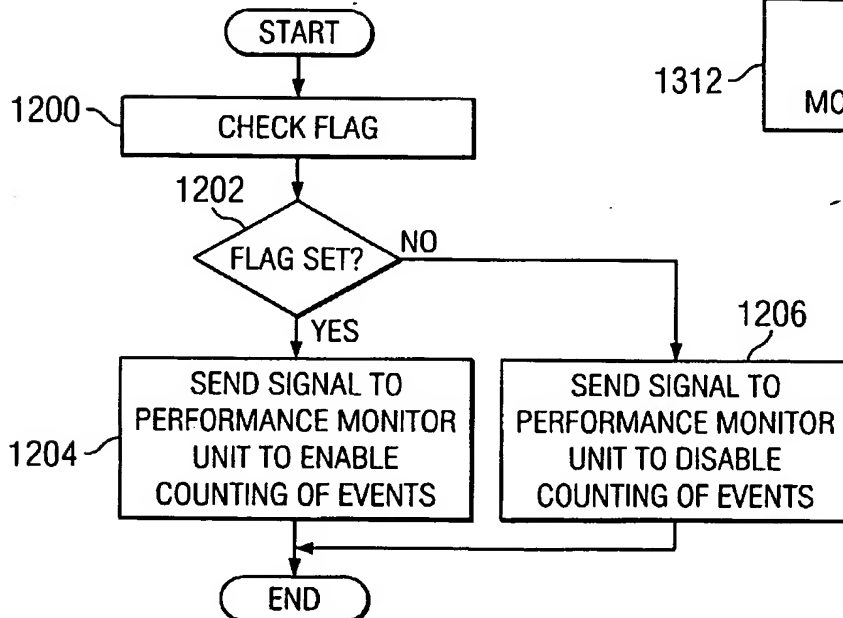 START
1312
MO
1200
CHECK FLAG
1202
FLAG SET?
NO
YES
1206
1204
SEND SIGNAL TO
PERFORMANCE MONITOR
UNIT TO ENABLE
COUNTING OF EVENTS
SEND SIGNAL TO
PERFORMANCE MONITOR
UNIT TO DISABLE
COUNTING OF EVENTS
END